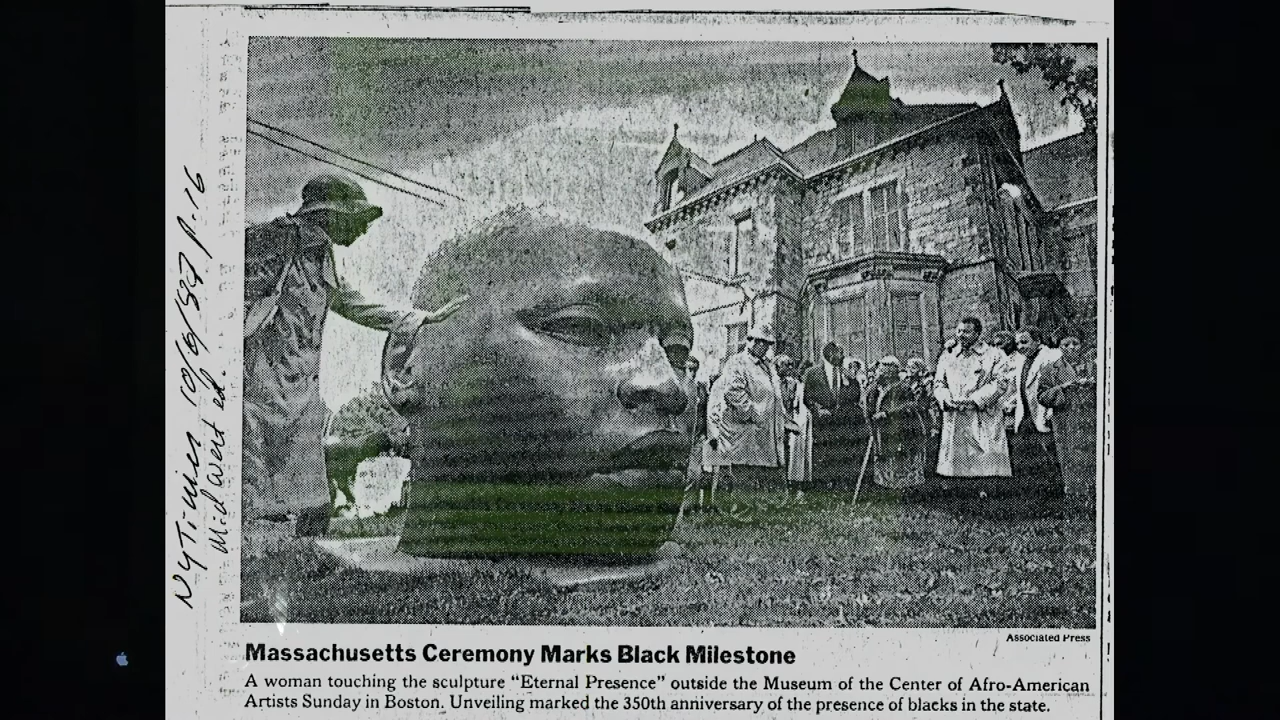 NYTimes 10/6/87 P.16
Midwest ed.
Associated Press
Massachusetts Ceremony Marks Black Milestone
A woman touching the sculpture “Eternal Presence” outside the Museum of the Center of Afro-American
Artists Sunday in Boston. Unveiling marked the 350th anniversary of the presence of blacks in the state.